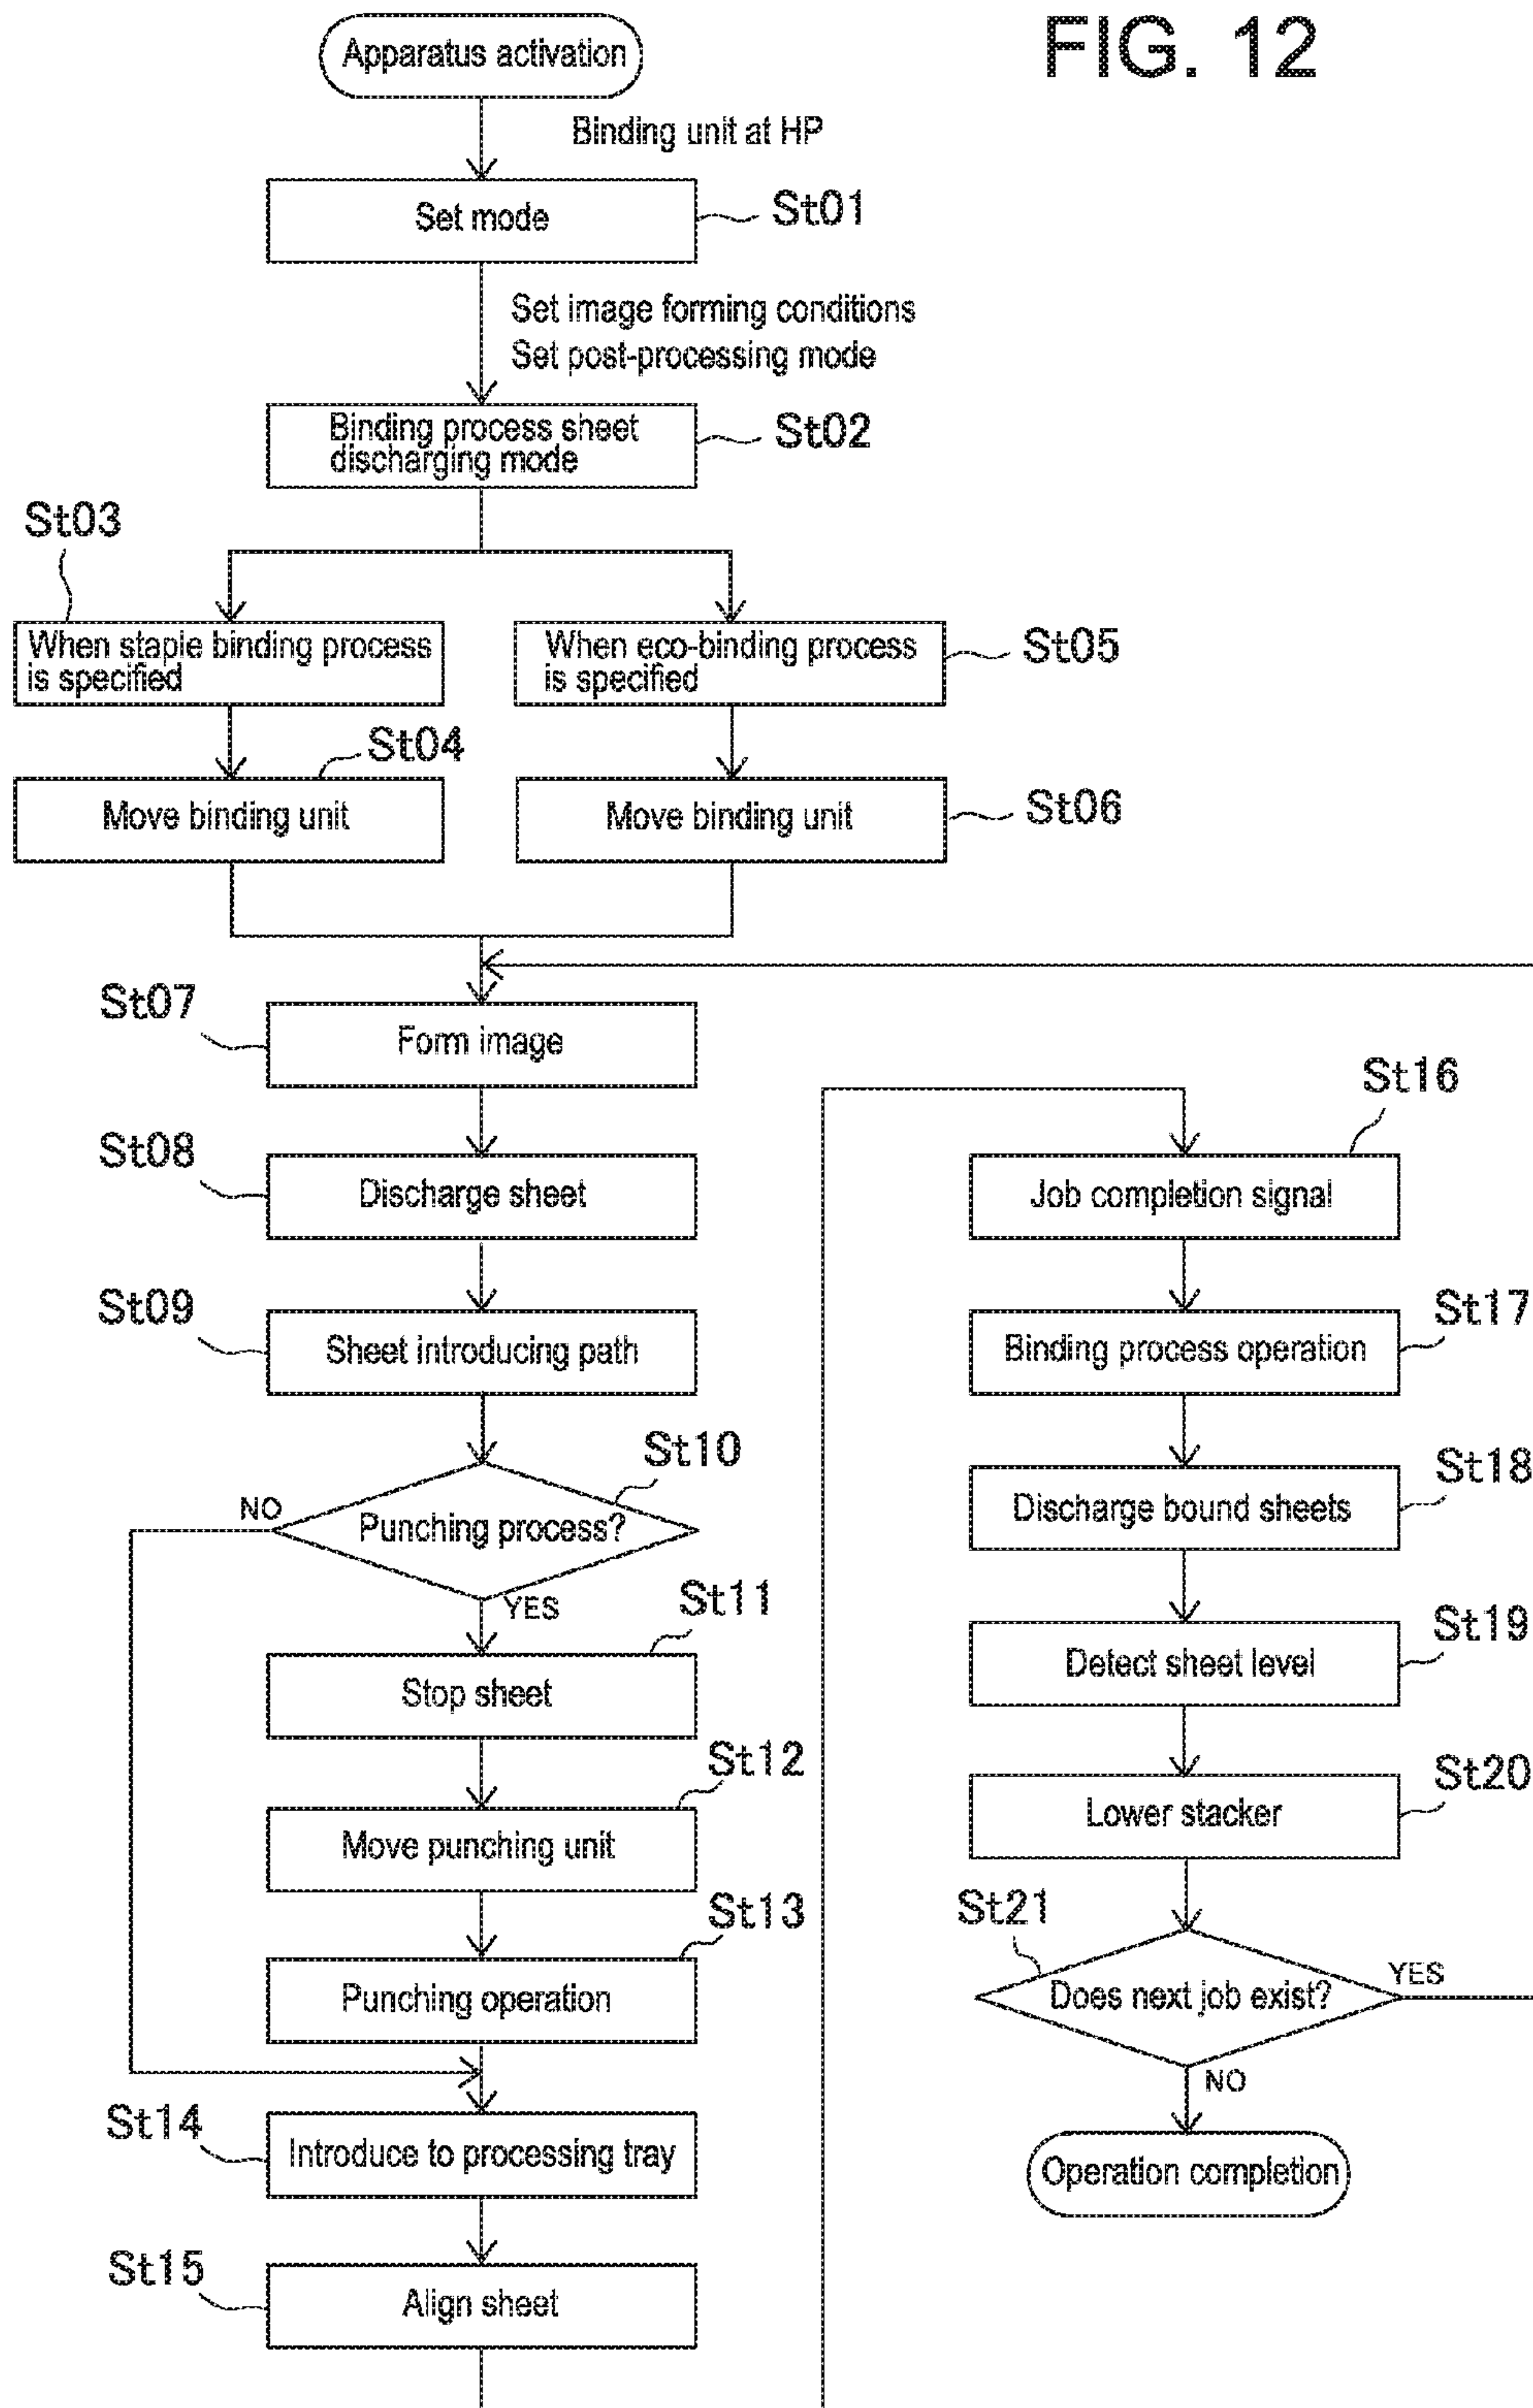 FIG. 12
Apparatus activation
Binding unit at HP
Set mode
St01
Set image forming conditions
Set post-processing mode
Binding process sheet
discharging mode
St02
St03
When staple binding process
is specified
When eco-binding process
is specified
St05
St04
Move binding unit
Move binding unit
St06
St07
Form image
St08
Discharge sheet
St09
Sheet introducing path
St10
NO
Punching process?
YES
St11
Stop sheet
St12
Move punching unit
St13
Punching operation
St14
Introduce to processing tray
St15
Align sheet
St16
Job completion signal
St17
Binding process operation
St18
Discharge bound sheets
St19
Detect sheet level
St20
Lower stacker
St21
Does next job exist?
YES
NO
Operation completion